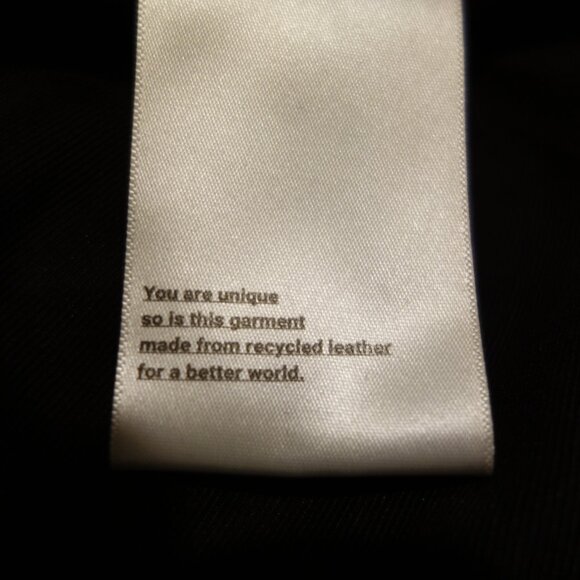 You are unique
so is this garment
made from recycled leather
for a better world.